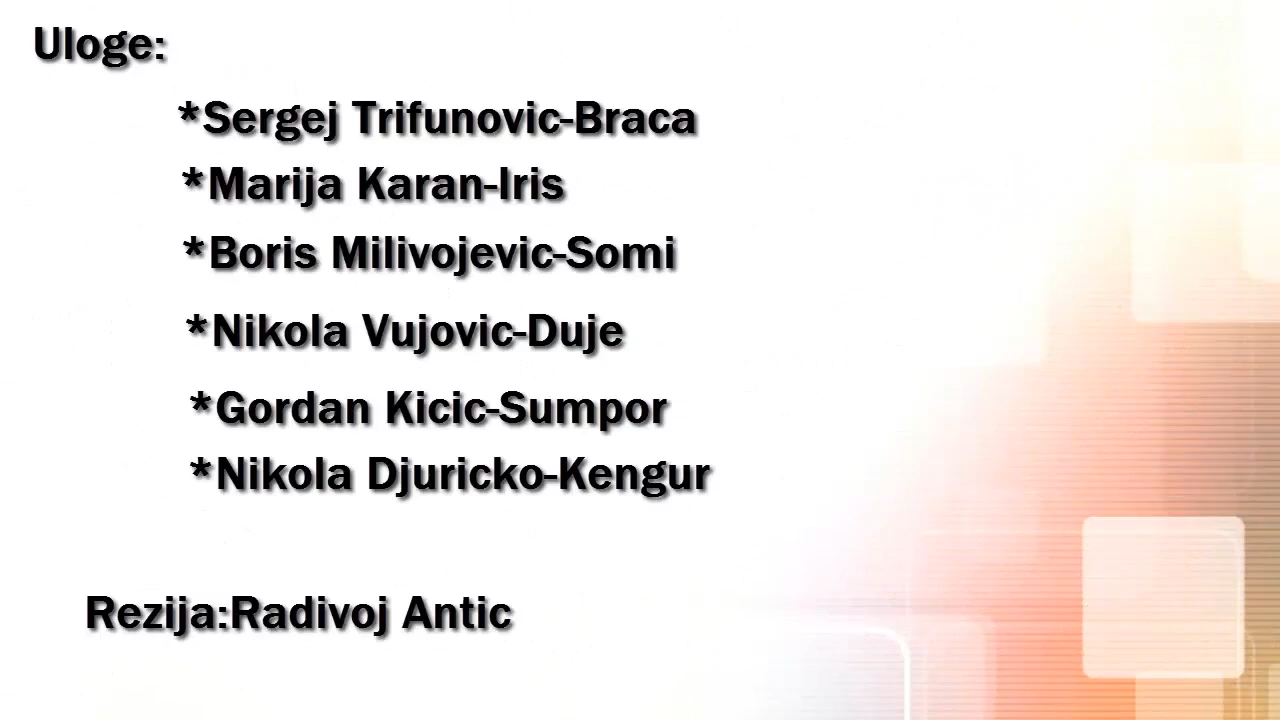 Uloge:
*Sergej Trifunovic-Braca
*Marija Karan-Iris
*Boris Milivojevic-Somi
*Nikola Vujovic-Duje
*Gordan Kicic-Sumpor
*Nikola Djuricko-Kengur
Rezija:Radivoj Antic